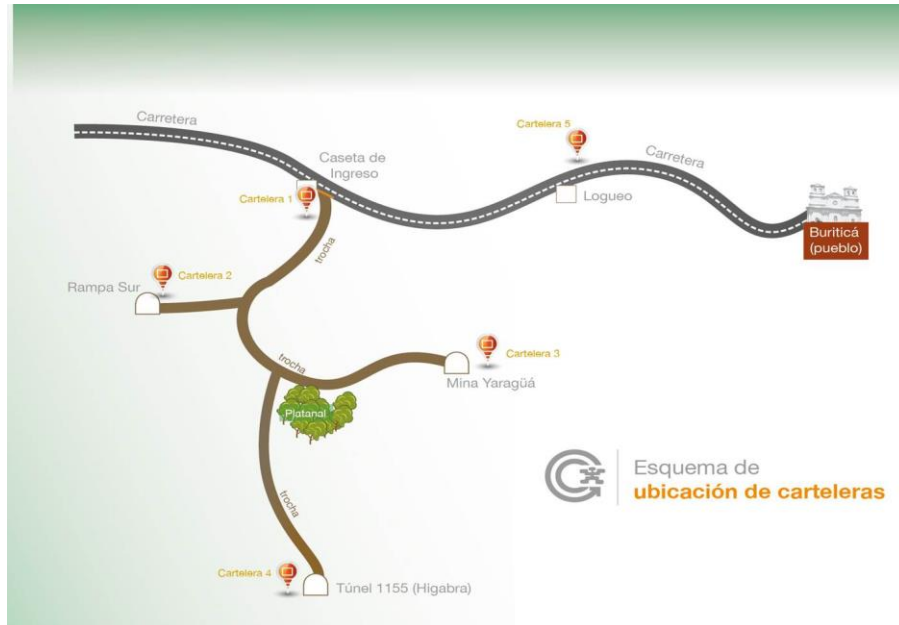 Carretera
Cartelera 5
Carretera
Caseta de
Ingreso
Cartelera 1
Logueo
Buriticá
(pueblo)
trocha
Cartelera 2
Rampa Sur
trocha
Cartelera 3
Mina Yaragüá
Platanal
Esquema de
ubicación de carteleras
trocha
Cartelera 4
Túnel 1155 (Higabra)